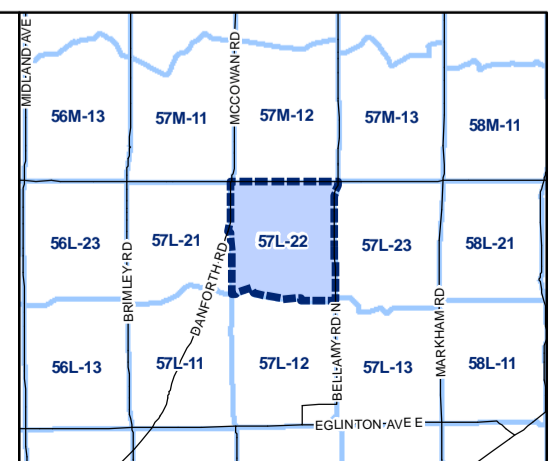 MIDLAND AVE
MCCOWAN RD
56M-13
57M-11
57M-12
57M-13
58M-11
56L-23
57L-21
57L-22
57L-23
58L-21
BRIMLEY RD
DANFORTH RD
BELLAMY RD N
MARKHAM RD
56L-13
57L-11
57L-12
57L-13
58L-11
EGLINTON AVE E